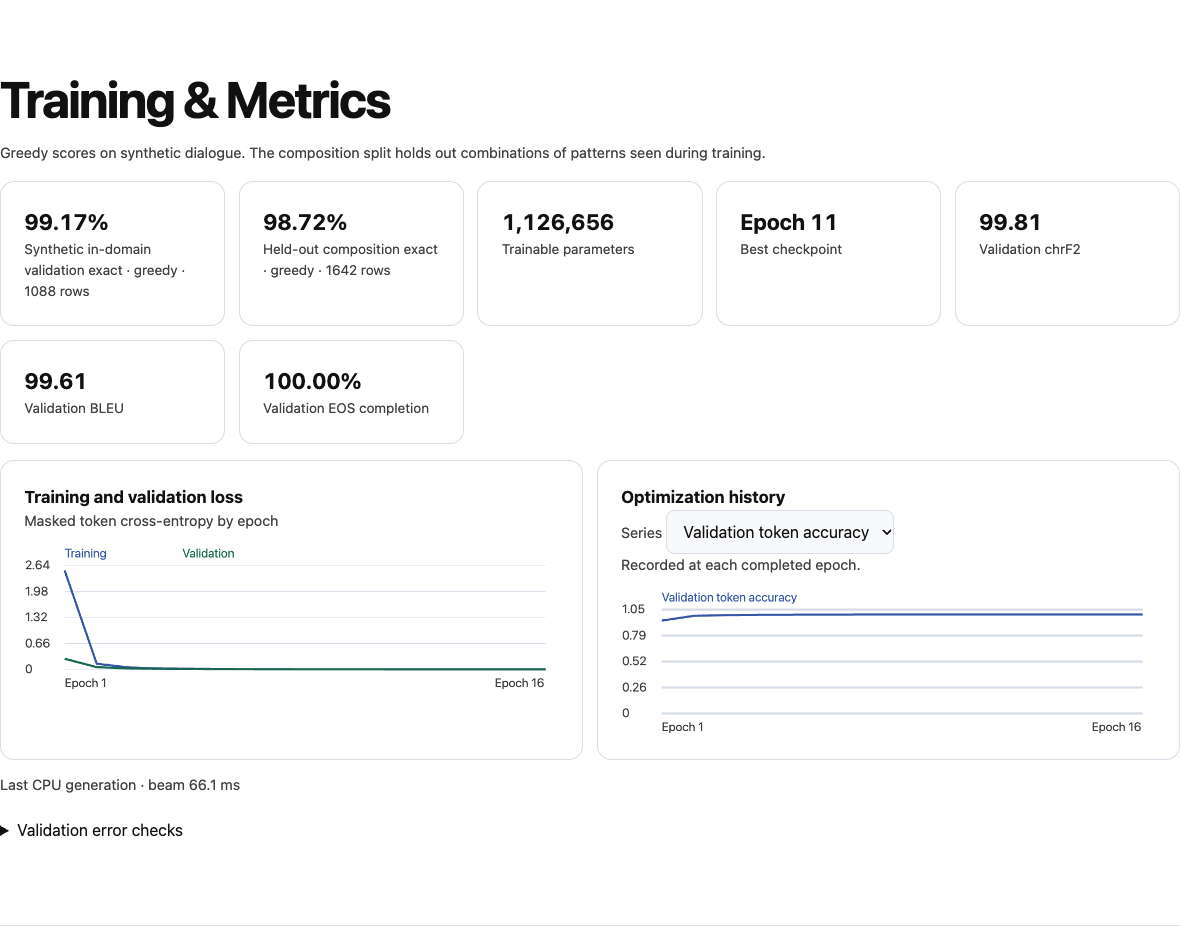 Training & Metrics
Greedy scores on synthetic dialogue. The composition split holds out combinations of patterns seen during training.
99.17%
Synthetic in-domain
validation exact · greedy ·
1088 rows
98.72%
Held-out composition exact
· greedy · 1642 rows
1,126,656
Trainable parameters
Epoch 11
Best checkpoint
99.81
Validation chrF2
99.61
Validation BLEU
100.00%
Validation EOS completion
Training and validation loss
Masked token cross-entropy by epoch
Training Validation
2.64
1.98
1.32
0.66
0
Epoch 1 Epoch 16
Optimization history
Series Validation token accuracy
Recorded at each completed epoch.
Validation token accuracy
1.05
0.79
0.52
0.26
0
Epoch 1 Epoch 16
Last CPU generation · beam 66.1 ms
Validation error checks